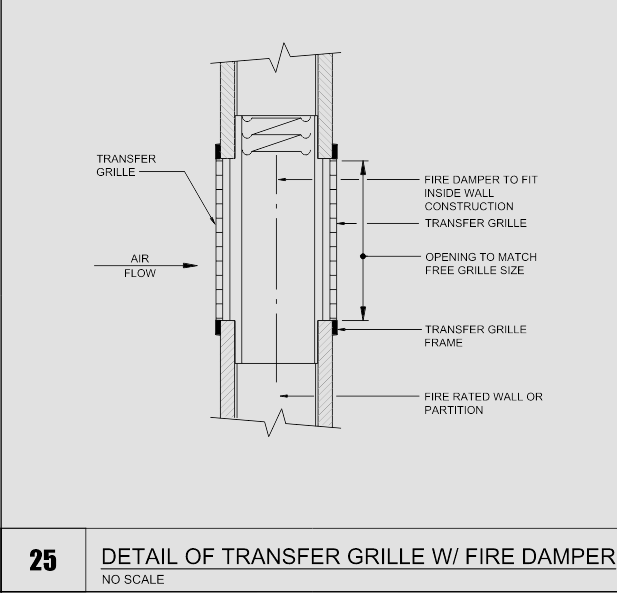 TRANSFER
GRILLE
AIR
FLOW
FIRE DAMPER TO FIT
INSIDE WALL
CONSTRUCTION
TRANSFER GRILLE
OPENING TO MATCH
FREE GRILLE SIZE
TRANSFER GRILLE
FRAME
FIRE RATED WALL OR
PARTITION
25
DETAIL OF TRANSFER GRILLE W/ FIRE DAMPER
NO SCALE